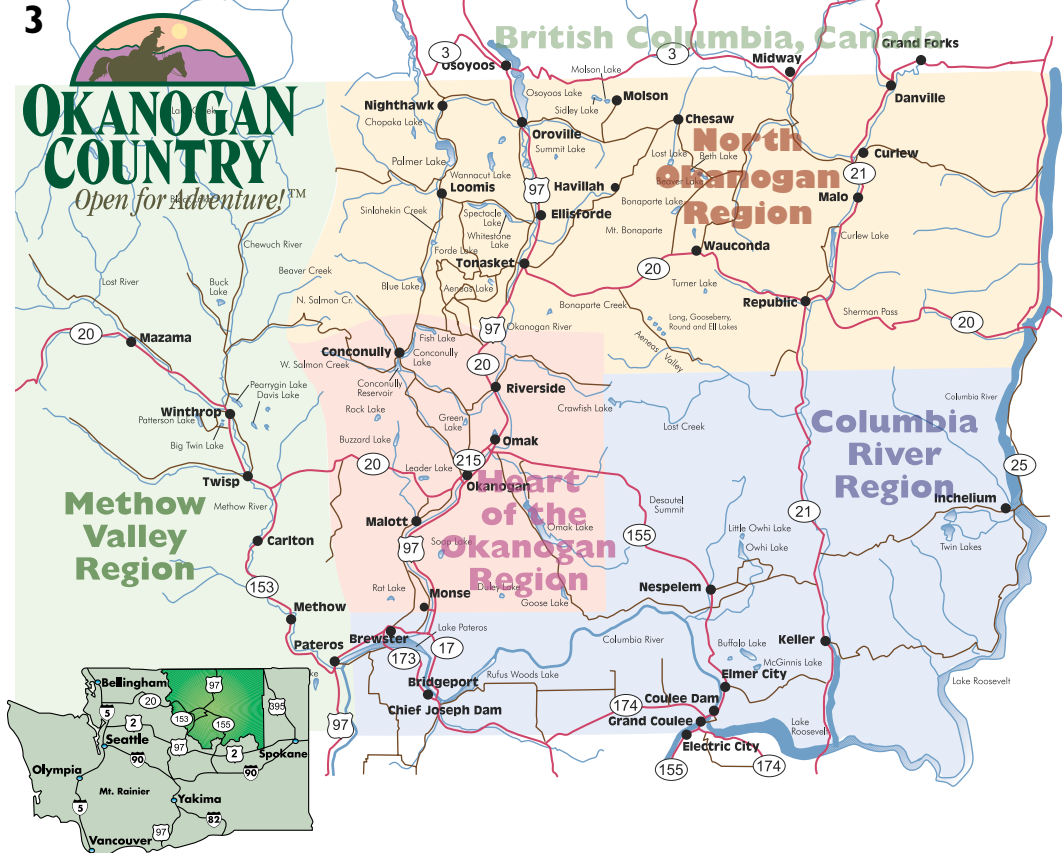 3
OKANOGAN
COUNTRY
Open for Adventure!™
British Columbia, Canada
3
3
Osoyoos
Molson Lake
Midway
Grand Forks
Danville
Osoyoos Lake
Sidley Lake
Molson
Nighthawk
Chopaka Lake
Oroville
Summit Lake
Chesaw
North
Okanogan
Region
Lost Lake
Beth Lake
Beaver Lake
Curlew
21
Palmer Lake
Wannacut Lake
Loomis
97
Havillah
Bonaparte Lake
Malo
Sinlahekin Creek
Spectacle
Lake
Ellisforde
Whitestone
Lake
Mt. Bonaparte
Curlew Lake
Chewuch River
Forde Lake
Wauconda
Tonasket
20
Beaver Creek
Lost River
Buck
Lake
Blue Lake
Aeneas Lake
Turner Lake
N. Salmon Cr.
Bonaparte Creek
Republic
Sherman Pass
20
Long, Gooseberry,
Round and Ell Lakes
97
Okanogan River
Aeneas Valley
20
Mazama
Fish Lake
Conconully
Conconully
Lake
W. Salmon Creek
20
Conconully
Reservoir
Riverside
Pearrygin Lake
Davis Lake
Columbia River
Winthrop
Patterson Lake
Rock Lake
Crawfish Lake
Green
Lake
Lost Creek
Columbia
River
Region
Big Twin Lake
Buzzard Lake
Omak
20
Leader Lake
215
25
Twisp
Okanogan
Heart
of the
Okanogan
Region
Methow
Valley
Region
Methow River
Desautel
Summit
Inchelium
Malott
Omak Lake
21
155
Little Owhi Lake
Owhi Lake
Twin Lakes
Carlton
97
Soap Lake
153
Rat Lake
Duley Lake
Goose Lake
Nespelem
Methow
Monse
Lake Pateros
Pateros
Brewster
17
173
Columbia River
Buffalo Lake
Keller
McGinnis Lake
Bridgeport
Rufus Woods Lake
Elmer City
Lake Roosevelt
Chief Joseph Dam
174
Coulee Dam
Grand Coulee
Lake
Roosevelt
97
Electric City
155
174
Bellingham
97
20
395
5
153
155
2
Seattle
97
2
Spokane
90
90
Olympia
Mt. Rainier
Yakima
5
82
97
Vancouver